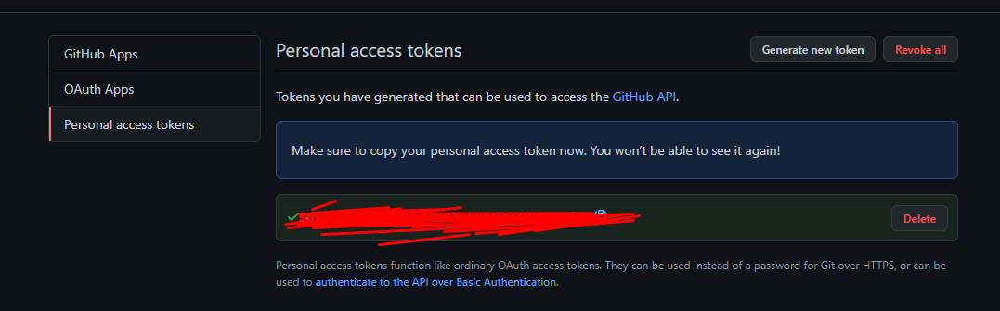 GitHub Apps
OAuth Apps
Personal access tokens
Personal access tokens
Generate new token
Revoke all
Tokens you have generated that can be used to access the GitHub API.
Make sure to copy your personal access token now. You won’t be able to see it again!
Delete
Personal access tokens function like ordinary OAuth access tokens. They can be used instead of a password for Git over HTTPS, or can be
used to authenticate to the API over Basic Authentication.